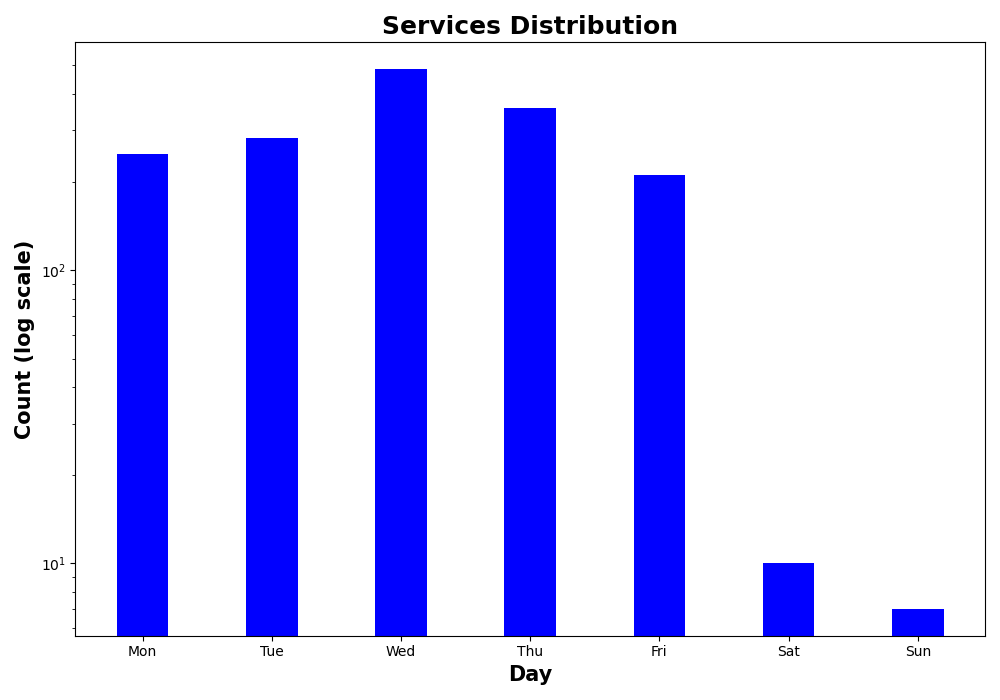 Services Distribution
Count (log scale)
10²
10¹
Mon Tue Wed Thu Fri Sat Sun
Day